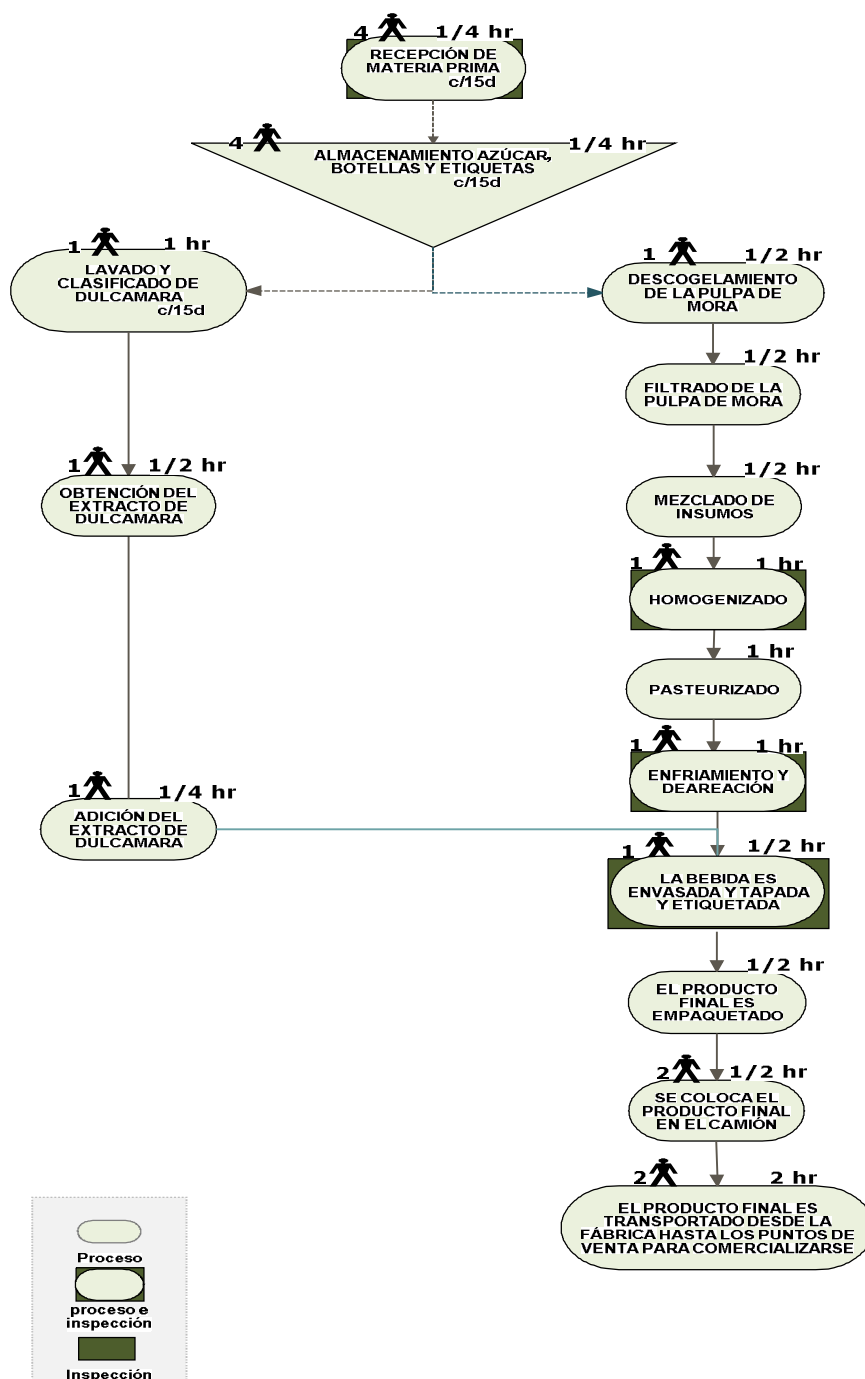 4 1/4 hr
RECEPCIÓN DE
MATERIA PRIMA
c/15d
4 1/4 hr
ALMACENAMIENTO AZÚCAR,
BOTELLAS Y ETIQUETAS
c/15d
1 1 hr
LAVADO Y
CLASIFICADO DE
DULCAMARA
c/15d
1 1/2 hr
OBTENCIÓN DEL
EXTRACTO DE
DULCAMARA
1 1/4 hr
ADICIÓN DEL
EXTRACTO DE
DULCAMARA
1 1/2 hr
DESCOGELAMIENTO
DE LA PULPA DE
MORA
1/2 hr
FILTRADO DE LA
PULPA DE MORA
1/2 hr
MEZCLADO DE
INSUMOS
1 1 hr
HOMOGENIZADO
1 hr
PASTEURIZADO
1 1 hr
ENFRIAMIENTO Y
DEAREACIÓN
1 1/2 hr
LA BEBIDA ES
ENVASADA Y TAPADA
Y ETIQUETADA
1/2 hr
EL PRODUCTO
FINAL ES
EMPAQUETADO
2 1/2 hr
SE COLOCA EL
PRODUCTO FINAL
EN EL CAMIÓN
2 2 hr
EL PRODUCTO FINAL ES
TRANSPORTADO DESDE LA
FÁBRICA HASTA LOS PUNTOS DE
VENTA PARA COMERCIALIZARSE
Proceso
proceso e
inspección
Inspección